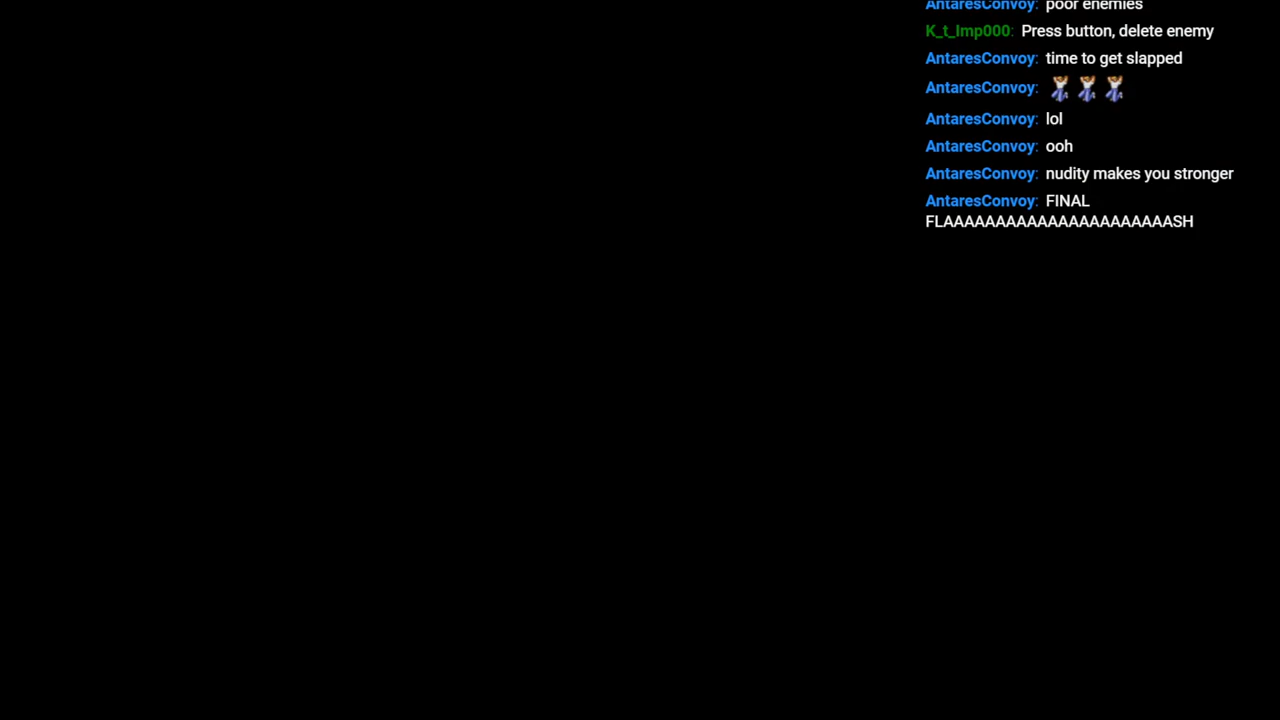 AntaresConvoy: poor enemies
K_t_Imp000: Press button, delete enemy
AntaresConvoy: time to get slapped
AntaresConvoy:
AntaresConvoy: lol
AntaresConvoy: ooh
AntaresConvoy: nudity makes you stronger
AntaresConvoy: FINAL
FLAAAAAAAAAAAAAAAAAAAAAASH